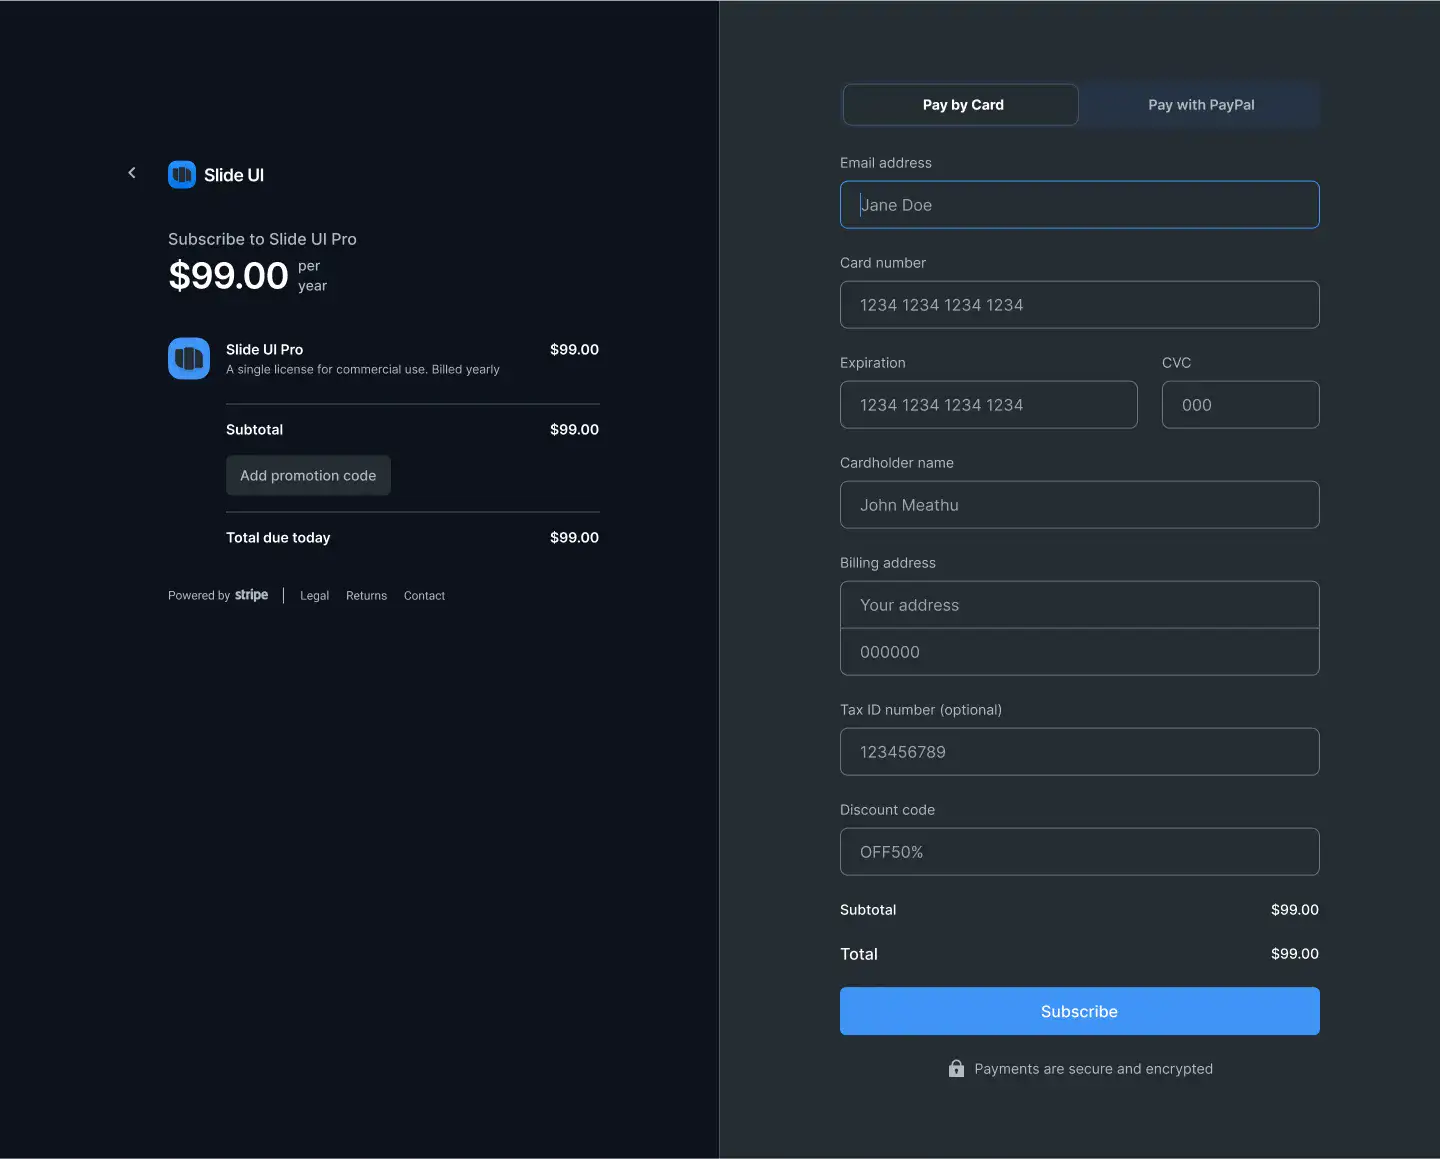 Slide UI
Subscribe to Slide UI Pro
$99.00 per year
Slide UI Pro $99.00
A single license for commercial use. Billed yearly
Subtotal $99.00
Add promotion code
Total due today $99.00
Powered by stripe Legal Returns Contact
Pay by Card Pay with PayPal
Email address
Jane Doe
Card number
1234 1234 1234 1234
Expiration CVC
1234 1234 1234 1234 000
Cardholder name
John Meathu
Billing address
Your address
000000
Tax ID number (optional)
123456789
Discount code
OFF50%
Subtotal $99.00
Total $99.00
Subscribe
Payments are secure and encrypted